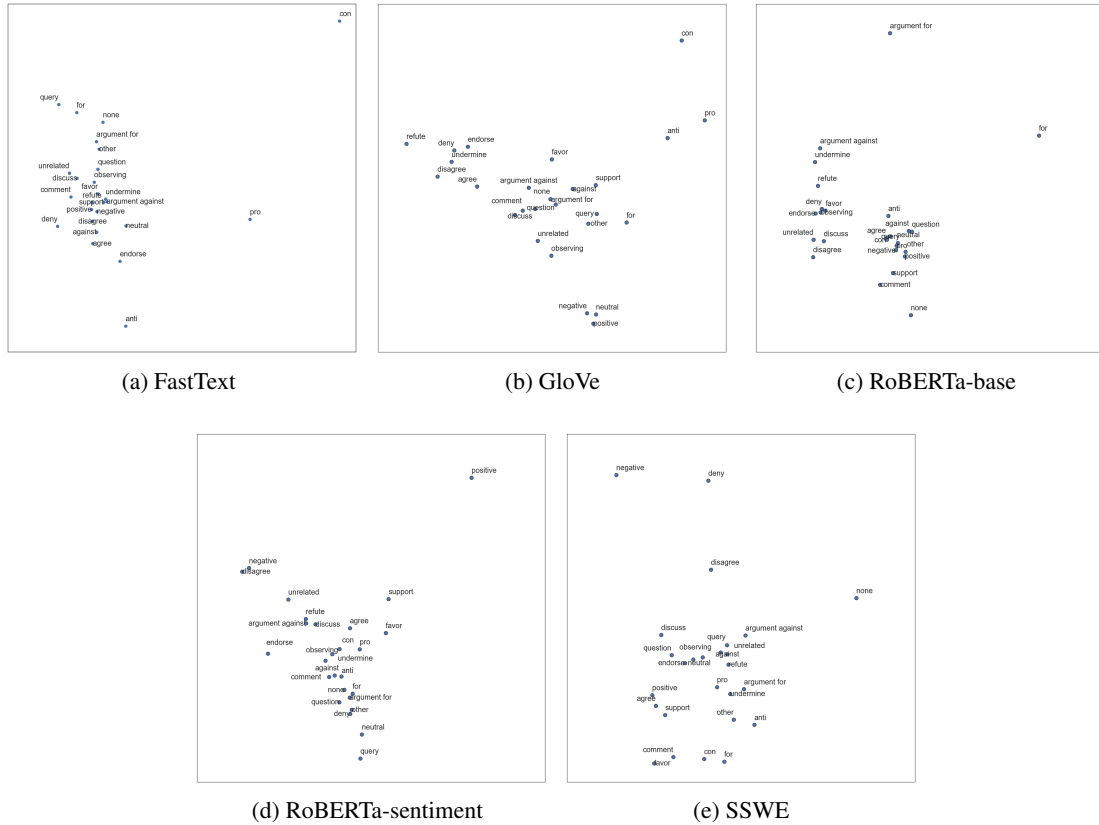 con
query
for
none
argument for
other
question
unrelated
observing
discuss
comment
favor
undermine
refute
support
argument against
positive
negative
deny
disagree
neutral
against
agree
endorse
pro
anti
(a) FastText
con
pro
anti
refute
endorse
deny
undermine
disagree
agree
favor
support
argument against
against
none
argument for
comment
question
discuss
query
other
for
unrelated
observing
negative
neutral
positive
(b) GloVe
argument for
for
argument against
undermine
refute
deny
favor
endorse
observing
anti
against
question
agree
query
neutral
con
unrelated
discuss
disagree
other
pro
negative
positive
support
comment
none
(c) RoBERTa-base
positive
negative
disagree
unrelated
support
refute
argument against
discuss
agree
favor
endorse
con
pro
observing
undermine
against
anti
comment
none
for
argument for
question
other
deny
neutral
query
(d) RoBERTa-sentiment
negative
deny
disagree
none
discuss
argument against
query
unrelated
question
observing
against
endorse
neutral
refute
pro
argument for
undermine
positive
agree
support
other
anti
comment
con
for
favor
(e) SSWE